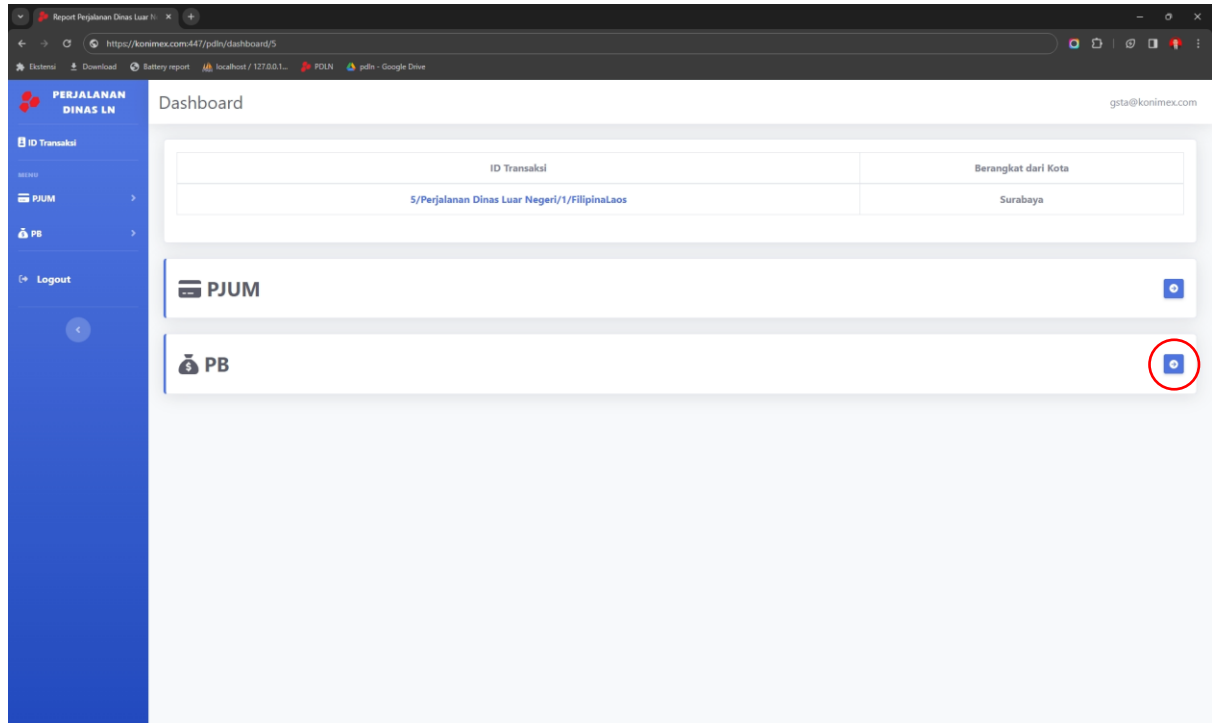 Report Perjalanan Dinas Luar N
https://konimex.com:447/pdln/dashboard/5
Ekstensi Download Battery report localhost / 127.0.0.1... PDLN pdln - Google Drive
PERJALANAN
DINAS LN
Dashboard
gsta@konimex.com
ID Transaksi
MENU
PJUM
PB
Logout
ID Transaksi Berangkat dari Kota
5/Perjalanan Dinas Luar Negeri/1/FilipinaLaos Surabaya
PJUM
PB